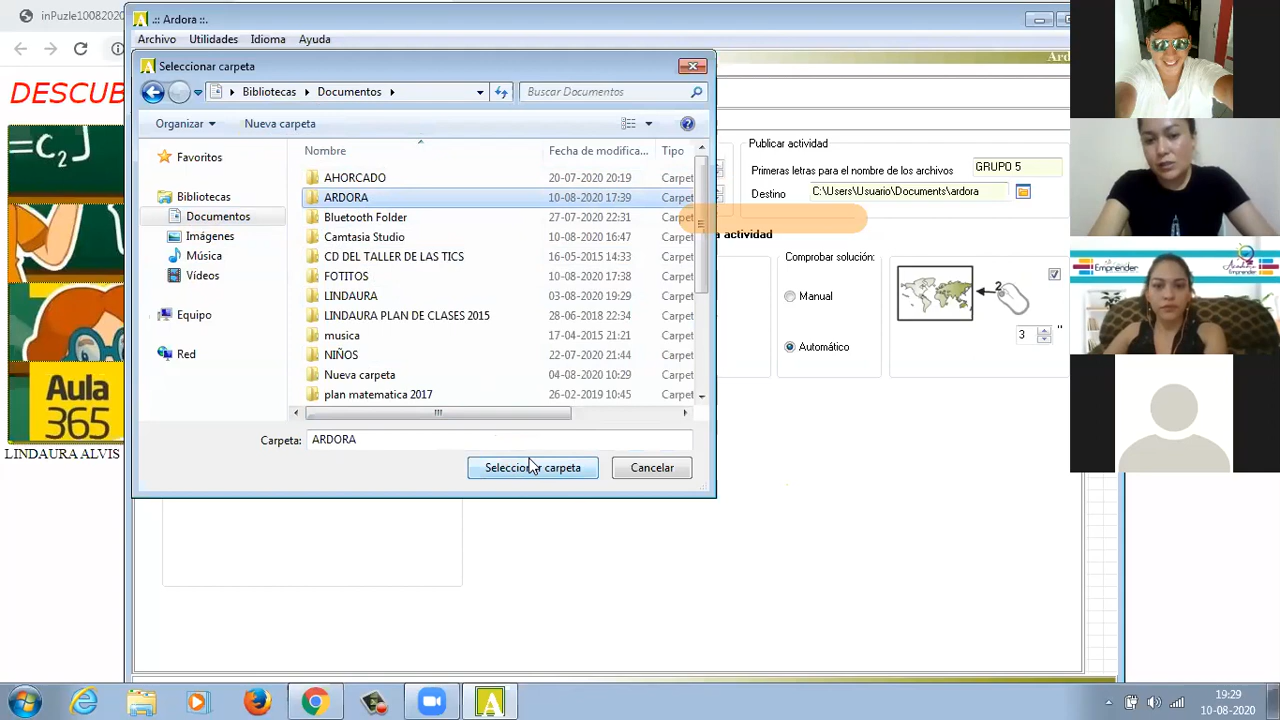 inPuzle10082020
.:: Ardora ::.
Archivo Utilidades Idioma Ayuda
Ard
DESCUB
Seleccionar carpeta
Bibliotecas Documentos
Buscar Documentos
Organizar Nueva carpeta
Nombre Fecha de modifica... Tipo
Favoritos
Bibliotecas
Documentos
Imágenes
Música
Vídeos
Equipo
Red
AHORCADO 20-07-2020 20:19 Carpet
ARDORA 10-08-2020 17:39 Carpet
Bluetooth Folder 27-07-2020 22:31 Carpet
Camtasia Studio 10-08-2020 16:47 Carpet
CD DEL TALLER DE LAS TICS 16-05-2015 14:33 Carpet
FOTITOS 10-08-2020 17:38 Carpet
LINDAURA 03-08-2020 19:29 Carpet
LINDAURA PLAN DE CLASES 2015 28-06-2018 22:34 Carpet
musica 17-04-2015 21:21 Carpet
NIÑOS 22-07-2020 21:44 Carpet
Nueva carpeta 04-08-2020 10:29 Carpet
plan matematica 2017 26-02-2019 10:45 Carpet
Carpeta: ARDORA
Seleccionar carpeta Cancelar
Publicar actividad
Primeras letras para el nombre de los archivos GRUPO 5
Destino C:\Users\Usuario\Documents\ardora
a actividad
Comprobar solución:
Manual
Automático
2
3 "
=c2J
Aula
365
LINDAURA ALVIS
Emprender
Emprender
19:29
10-08-2020